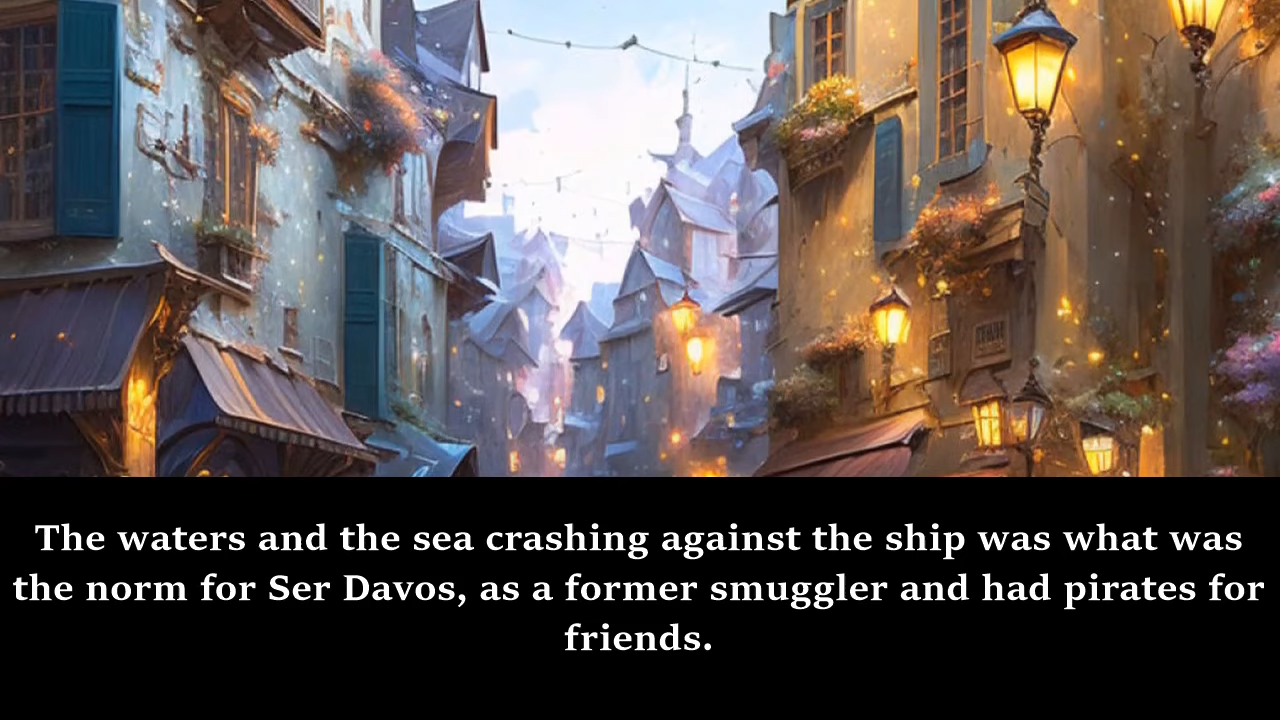 The waters and the sea crashing against the ship was what was
the norm for Ser Davos, as a former smuggler and had pirates for
friends.